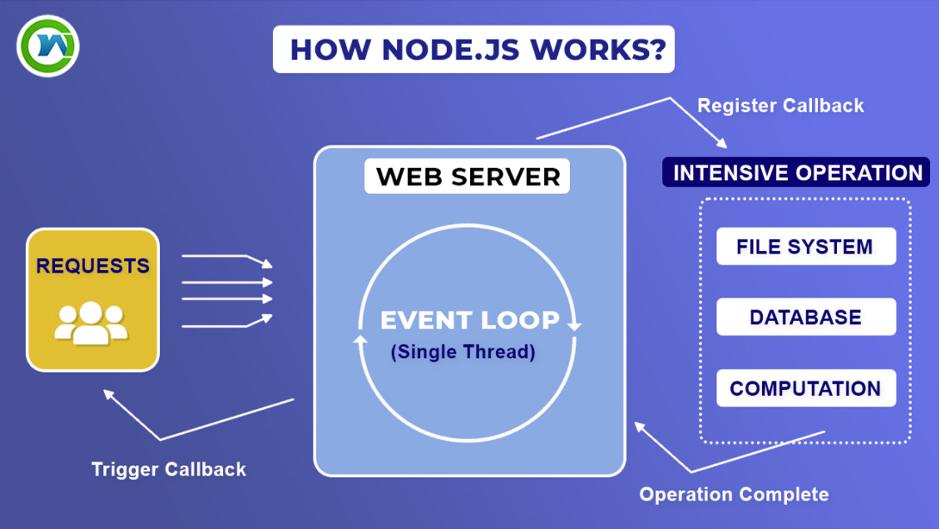 HOW NODE.JS WORKS?
Register Callback
WEB SERVER
INTENSIVE OPERATION
REQUESTS
FILE SYSTEM
EVENT LOOP
(Single Thread)
DATABASE
COMPUTATION
Trigger Callback
Operation Complete